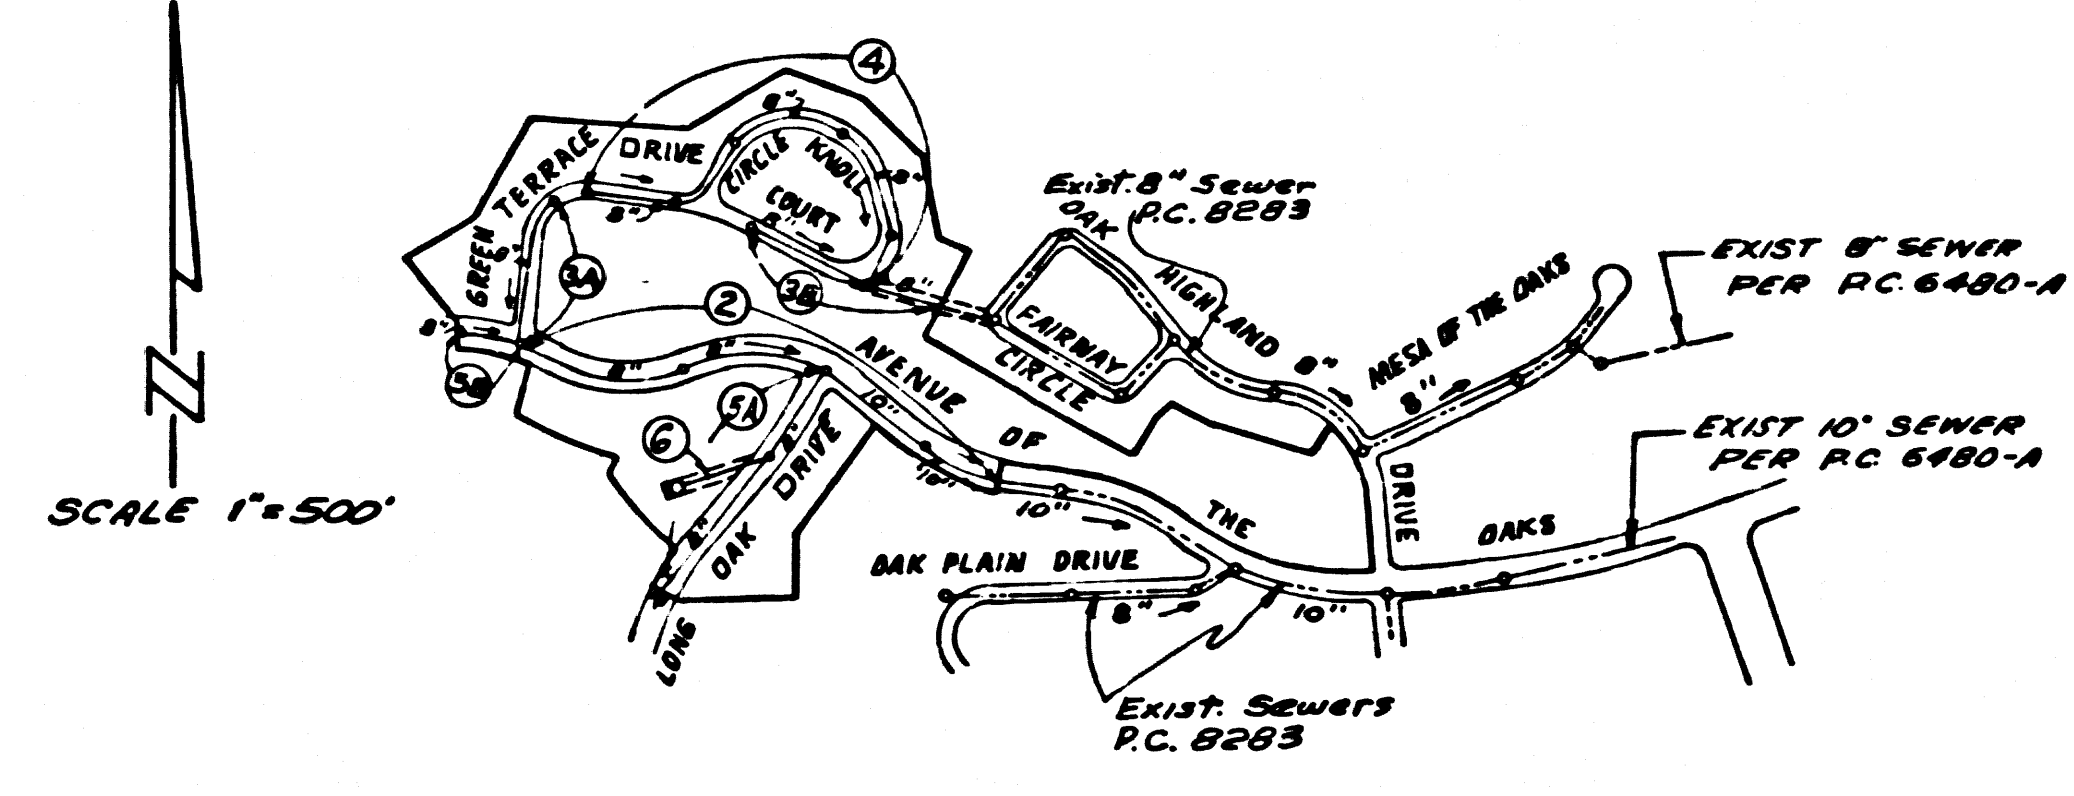 4
8"
GREEN TERRACE DRIVE
CIRCLE KNOLL
COURT
8"
8"
8"
8"
3A
2
3B
8"
8"
5B
8"
8"
5A
6
10"
8"
8"
10"
LONG OAK DRIVE
AVENUE OF THE OAKS
Exist. 8" Sewer
P.C. 8283
OAK HIGHLAND DRIVE
FAIRWAY
CIRCLE
8"
MESA OF THE OAKS
8"
EXIST 8" SEWER
PER P.C. 6480-A
EXIST 10" SEWER
PER P.C. 6480-A
SCALE 1"=500'
10"
OAK PLAIN DRIVE
8"
10"
Exist. Sewers
P.C. 8283